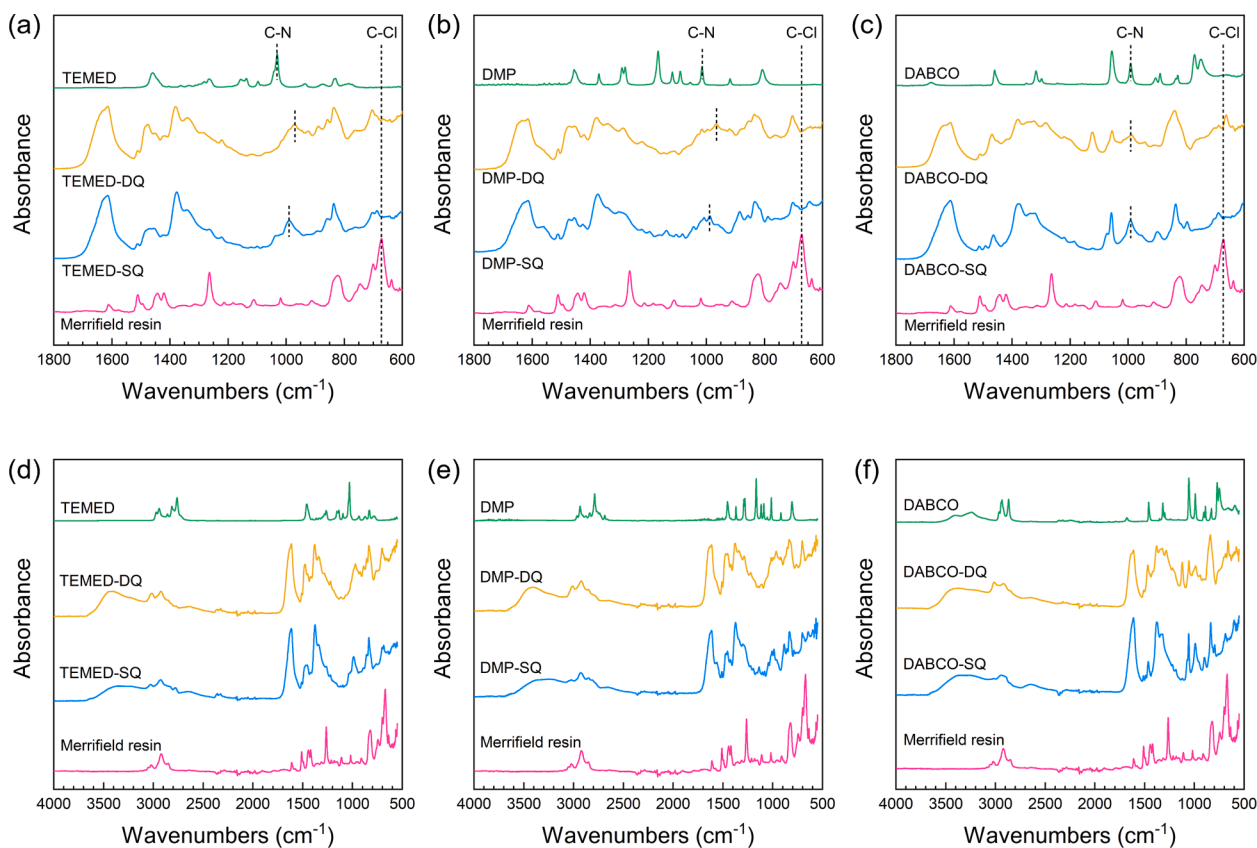 (a)
C-N
C-Cl
TEMED
TEMED-DQ
TEMED-SQ
Merrifield resin
Absorbance
1800 1600 1400 1200 1000 800 600
Wavenumbers (cm⁻¹)
(b)
C-N
C-Cl
DMP
DMP-DQ
DMP-SQ
Merrifield resin
Absorbance
1800 1600 1400 1200 1000 800 600
Wavenumbers (cm⁻¹)
(c)
C-N
C-Cl
DABCO
DABCO-DQ
DABCO-SQ
Merrifield resin
Absorbance
1800 1600 1400 1200 1000 800 600
Wavenumbers (cm⁻¹)
(d)
TEMED
TEMED-DQ
TEMED-SQ
Merrifield resin
Absorbance
4000 3500 3000 2500 2000 1500 1000 500
Wavenumbers (cm⁻¹)
(e)
DMP
DMP-DQ
DMP-SQ
Merrifield resin
Absorbance
4000 3500 3000 2500 2000 1500 1000 500
Wavenumbers (cm⁻¹)
(f)
DABCO
DABCO-DQ
DABCO-SQ
Merrifield resin
Absorbance
4000 3500 3000 2500 2000 1500 1000 500
Wavenumbers (cm⁻¹)